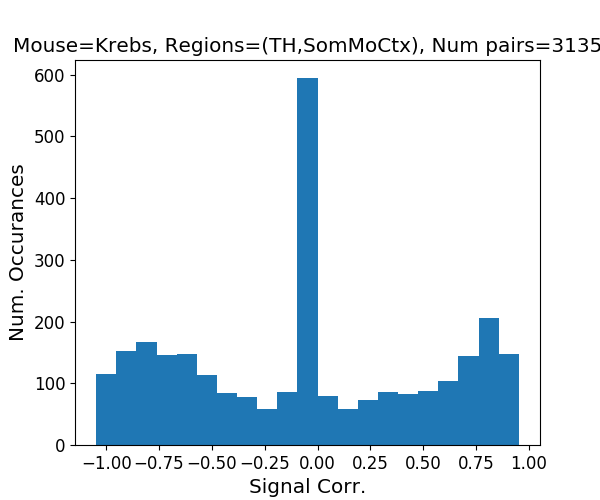 Mouse=Krebs, Regions=(TH,SomMoCtx), Num pairs=3135
600
500
400
300
200
100
0
Num. Occurances
−1.00 −0.75 −0.50 −0.25 0.00 0.25 0.50 0.75 1.00
Signal Corr.